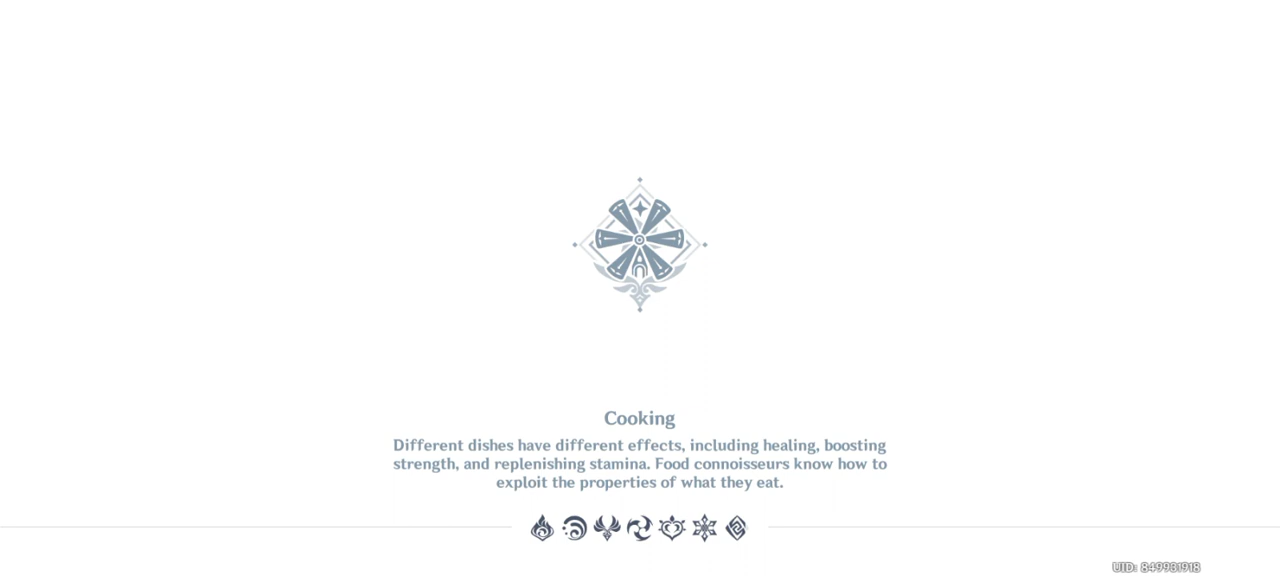 Cooking
Different dishes have different effects, including healing, boosting
strength, and replenishing stamina. Food connoisseurs know how to
exploit the properties of what they eat.
UID: 849931918